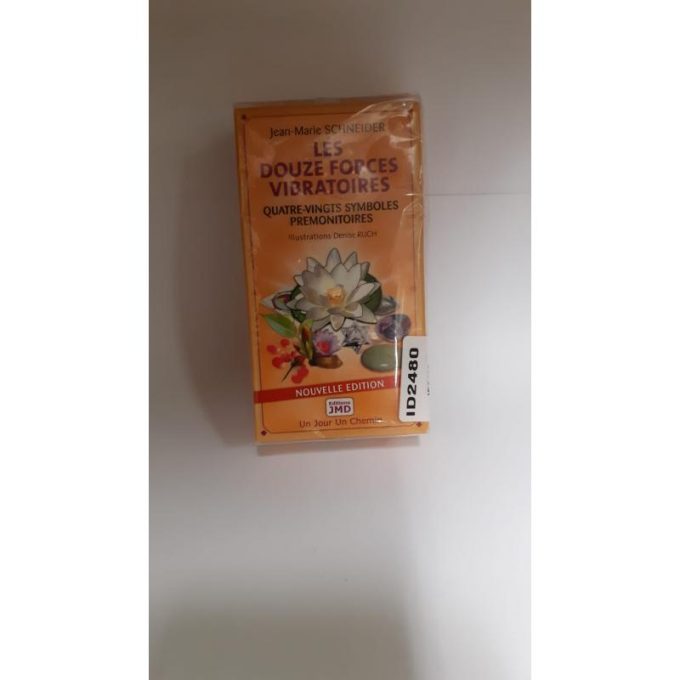 Jean-Marie SCHNEIDER
LES
DOUZE FORCES
VIBRATOIRES
QUATRE-VINGTS SYMBOLES
PREMONITOIRES
Illustrations Denise RUCH
NOUVELLE EDITION
Editions
JMD
Un Jour Un Chemin
ID2480